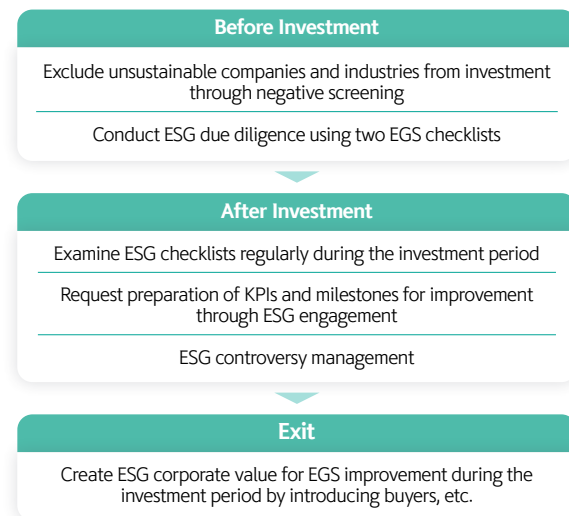 Before Investment
Exclude unsustainable companies and industries from investment
through negative screening
Conduct ESG due diligence using two EGS checklists
After Investment
Examine ESG checklists regularly during the investment period
Request preparation of KPIs and milestones for improvement
through ESG engagement
ESG controversy management
Exit
Create ESG corporate value for EGS improvement during the
investment period by introducing buyers, etc.